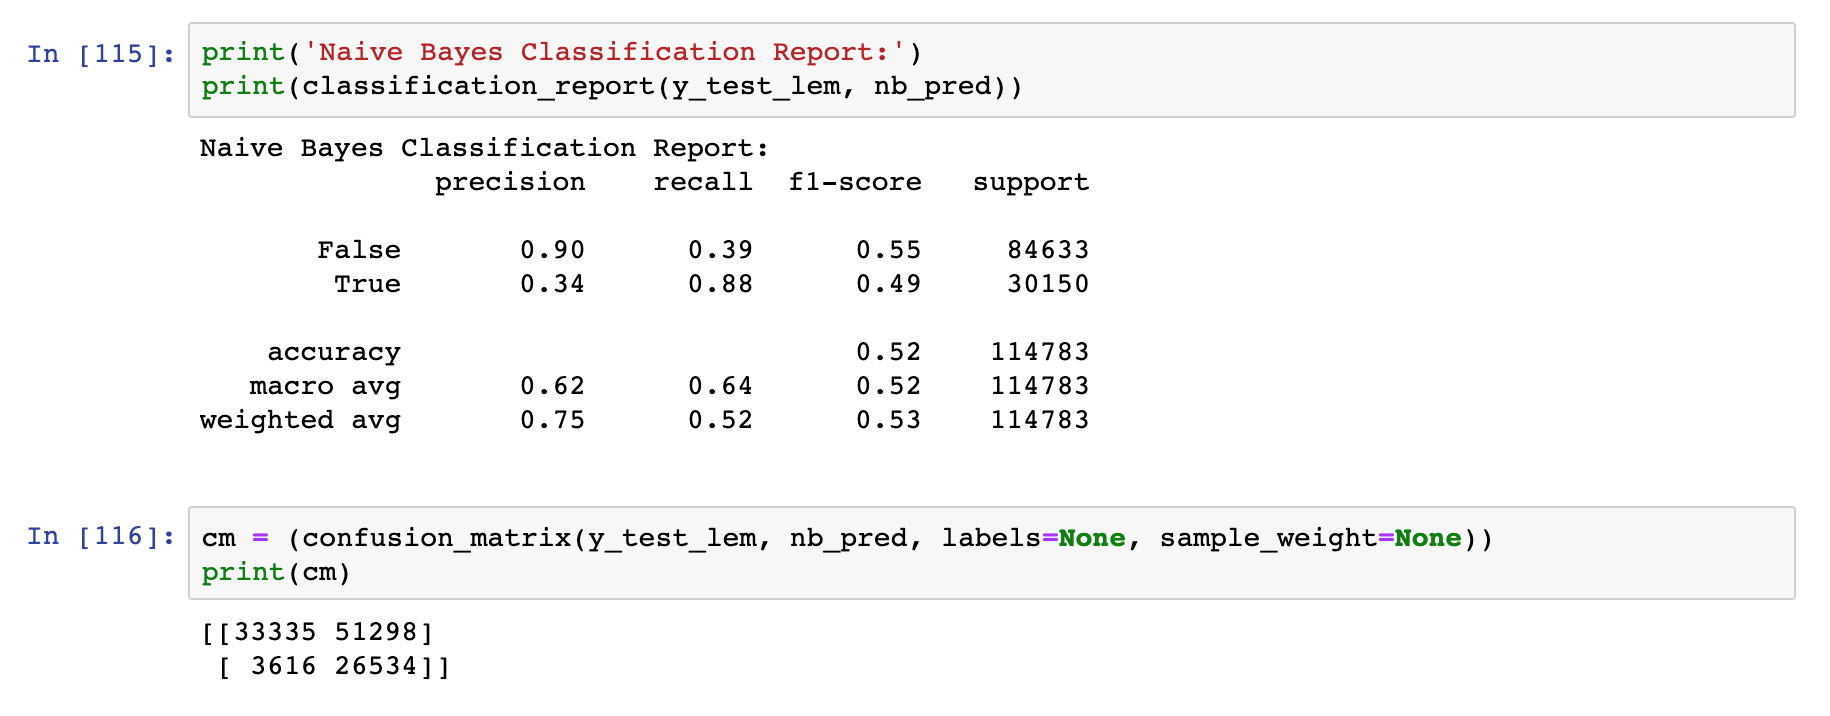 In [115]: print('Naive Bayes Classification Report:')
print(classification_report(y_test_lem, nb_pred))
Naive Bayes Classification Report:
              precision    recall  f1-score   support

       False       0.90      0.39      0.55     84633
        True       0.34      0.88      0.49     30150

    accuracy                           0.52    114783
   macro avg       0.62      0.64      0.52    114783
weighted avg       0.75      0.52      0.53    114783

In [116]: cm = (confusion_matrix(y_test_lem, nb_pred, labels=None, sample_weight=None))
print(cm)
[[33335 51298]
 [ 3616 26534]]